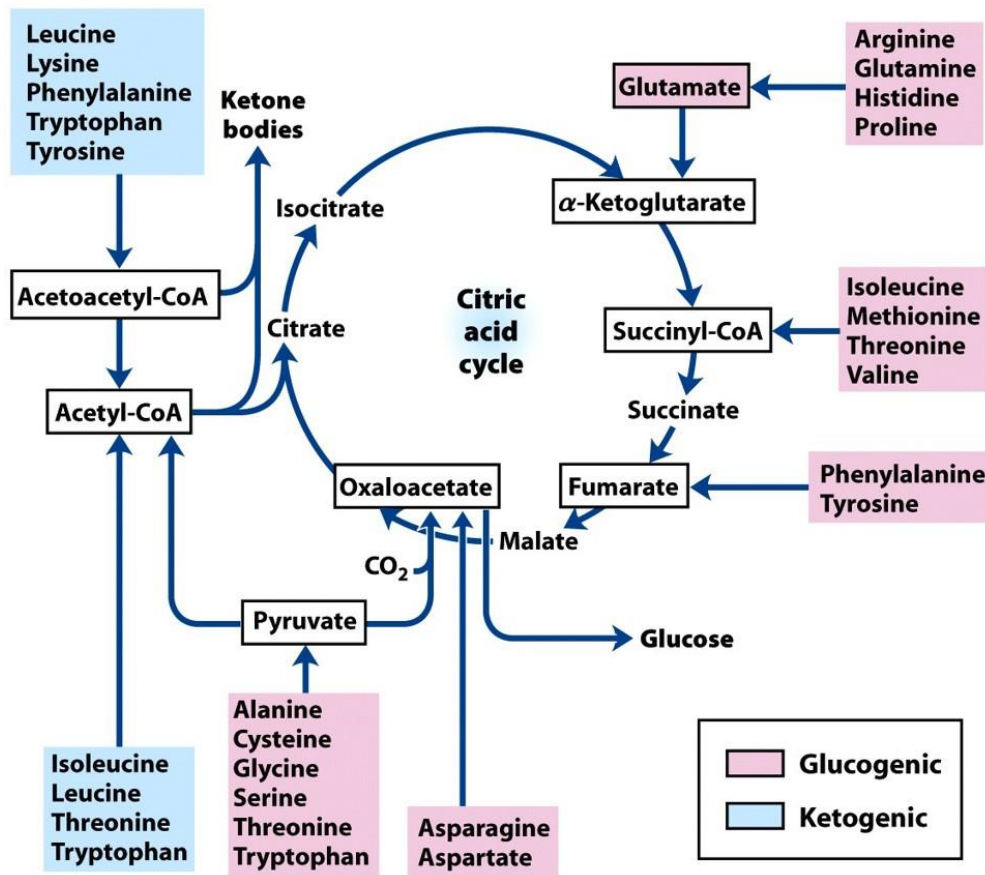 Leucine
Lysine
Phenylalanine
Tryptophan
Tyrosine
Ketone
bodies
Glutamate
Arginine
Glutamine
Histidine
Proline
Isocitrate
α-Ketoglutarate
Acetoacetyl-CoA
Citrate
Citric
acid
cycle
Succinyl-CoA
Isoleucine
Methionine
Threonine
Valine
Acetyl-CoA
Succinate
Oxaloacetate
Fumarate
Phenylalanine
Tyrosine
Malate
CO₂
Pyruvate
Glucose
Isoleucine
Leucine
Threonine
Tryptophan
Alanine
Cysteine
Glycine
Serine
Threonine
Tryptophan
Asparagine
Aspartate
Glucogenic
Ketogenic